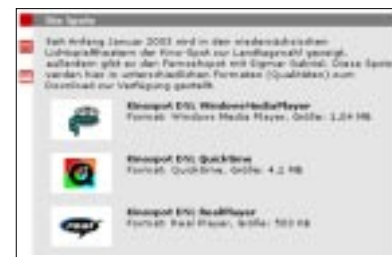 Die Spots
Seit Anfang Januar 2003 wird in den niedersächsischen
Lichtspieltheatern der Kino-Spot zur Landtagswahl gezeigt,
außerdem gibt es den Fernsehspot mit Sigmar Gabriel. Diese Spots
werden hier in unterschiedlichen Formaten (Qualitäten) zum
Download zur Verfügung gestellt.
Kinospot DSL WindowsMediaPlayer
Format: Windows Media Player, Größe: 1.04 MB
Kinospot DSL Quicktime
Format: Quicktime, Größe: 4.2 MB
real
Kinospot DSL RealPlayer
Format: Real Player, Größe: 503 KB